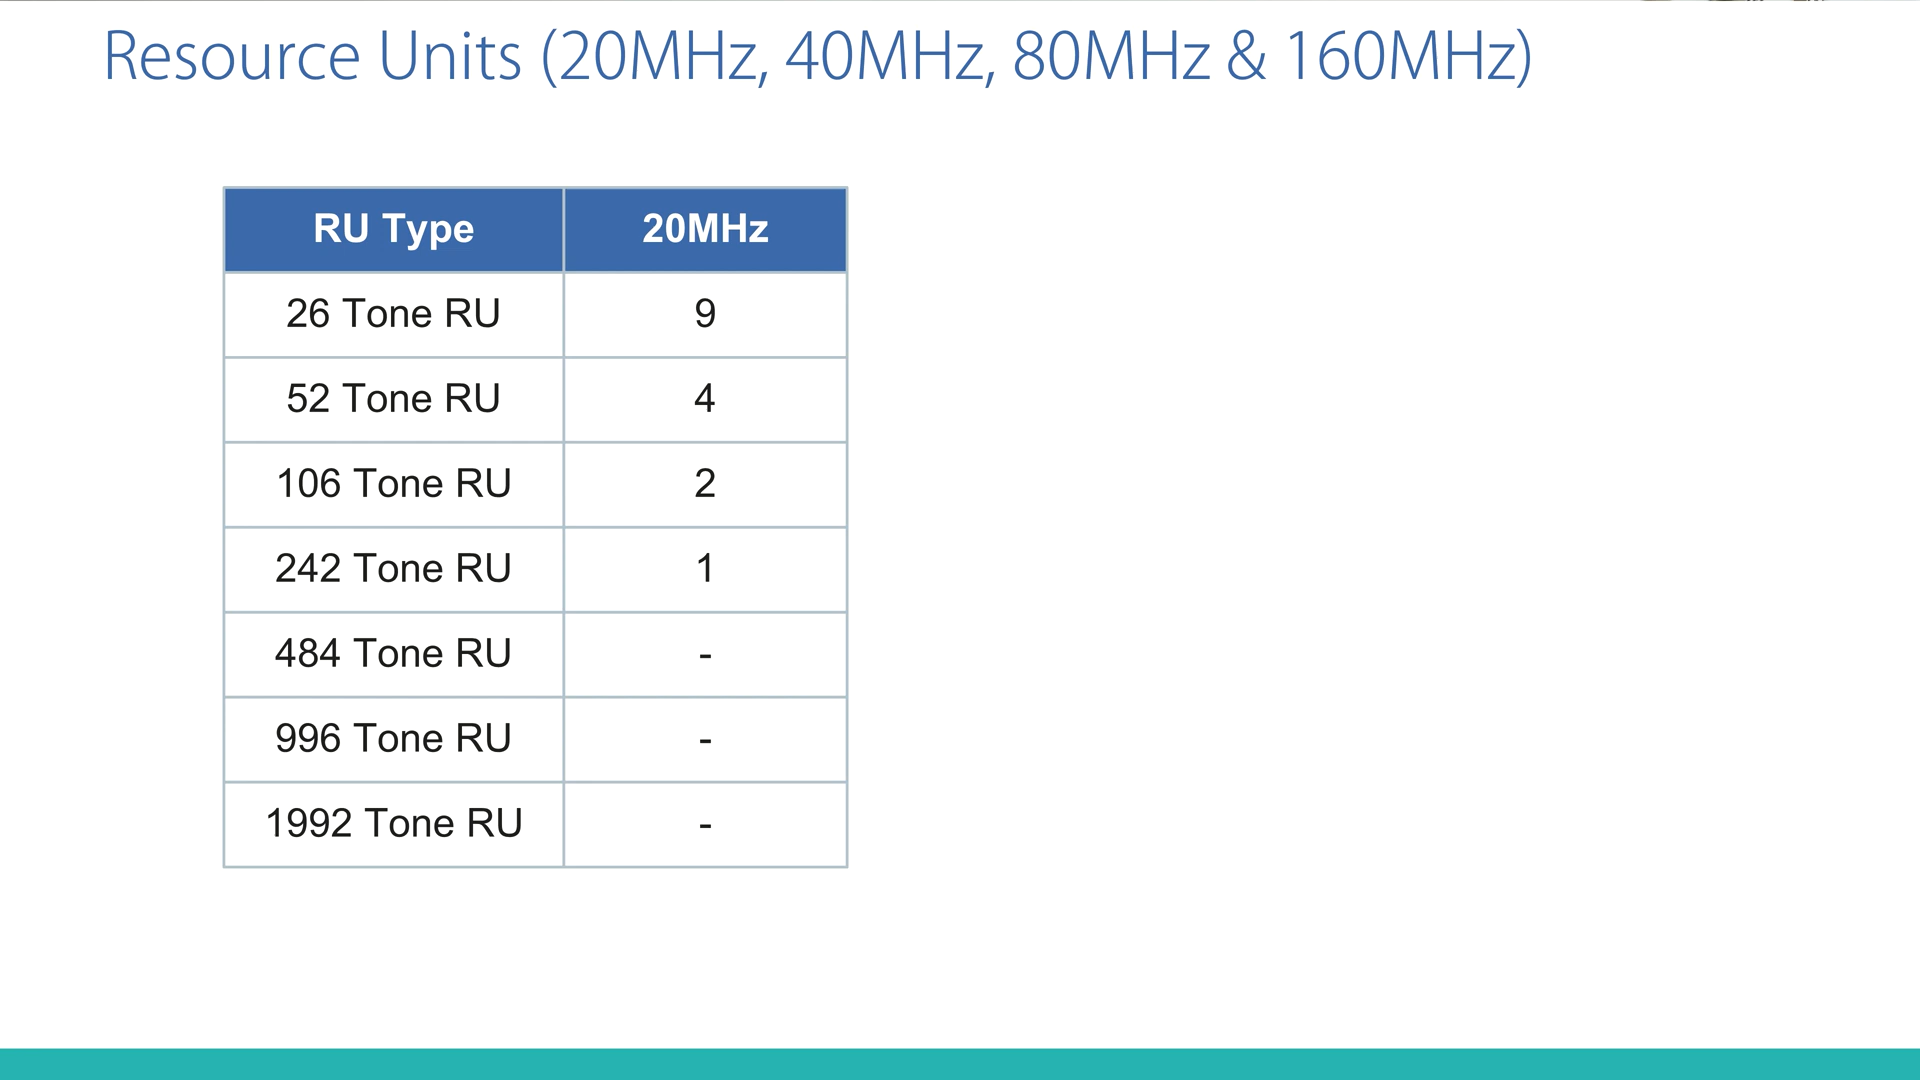 Resource Units (20MHz, 40MHz, 80MHz & 160MHz)
RU Type 20MHz
26 Tone RU 9
52 Tone RU 4
106 Tone RU 2
242 Tone RU 1
484 Tone RU -
996 Tone RU -
1992 Tone RU -